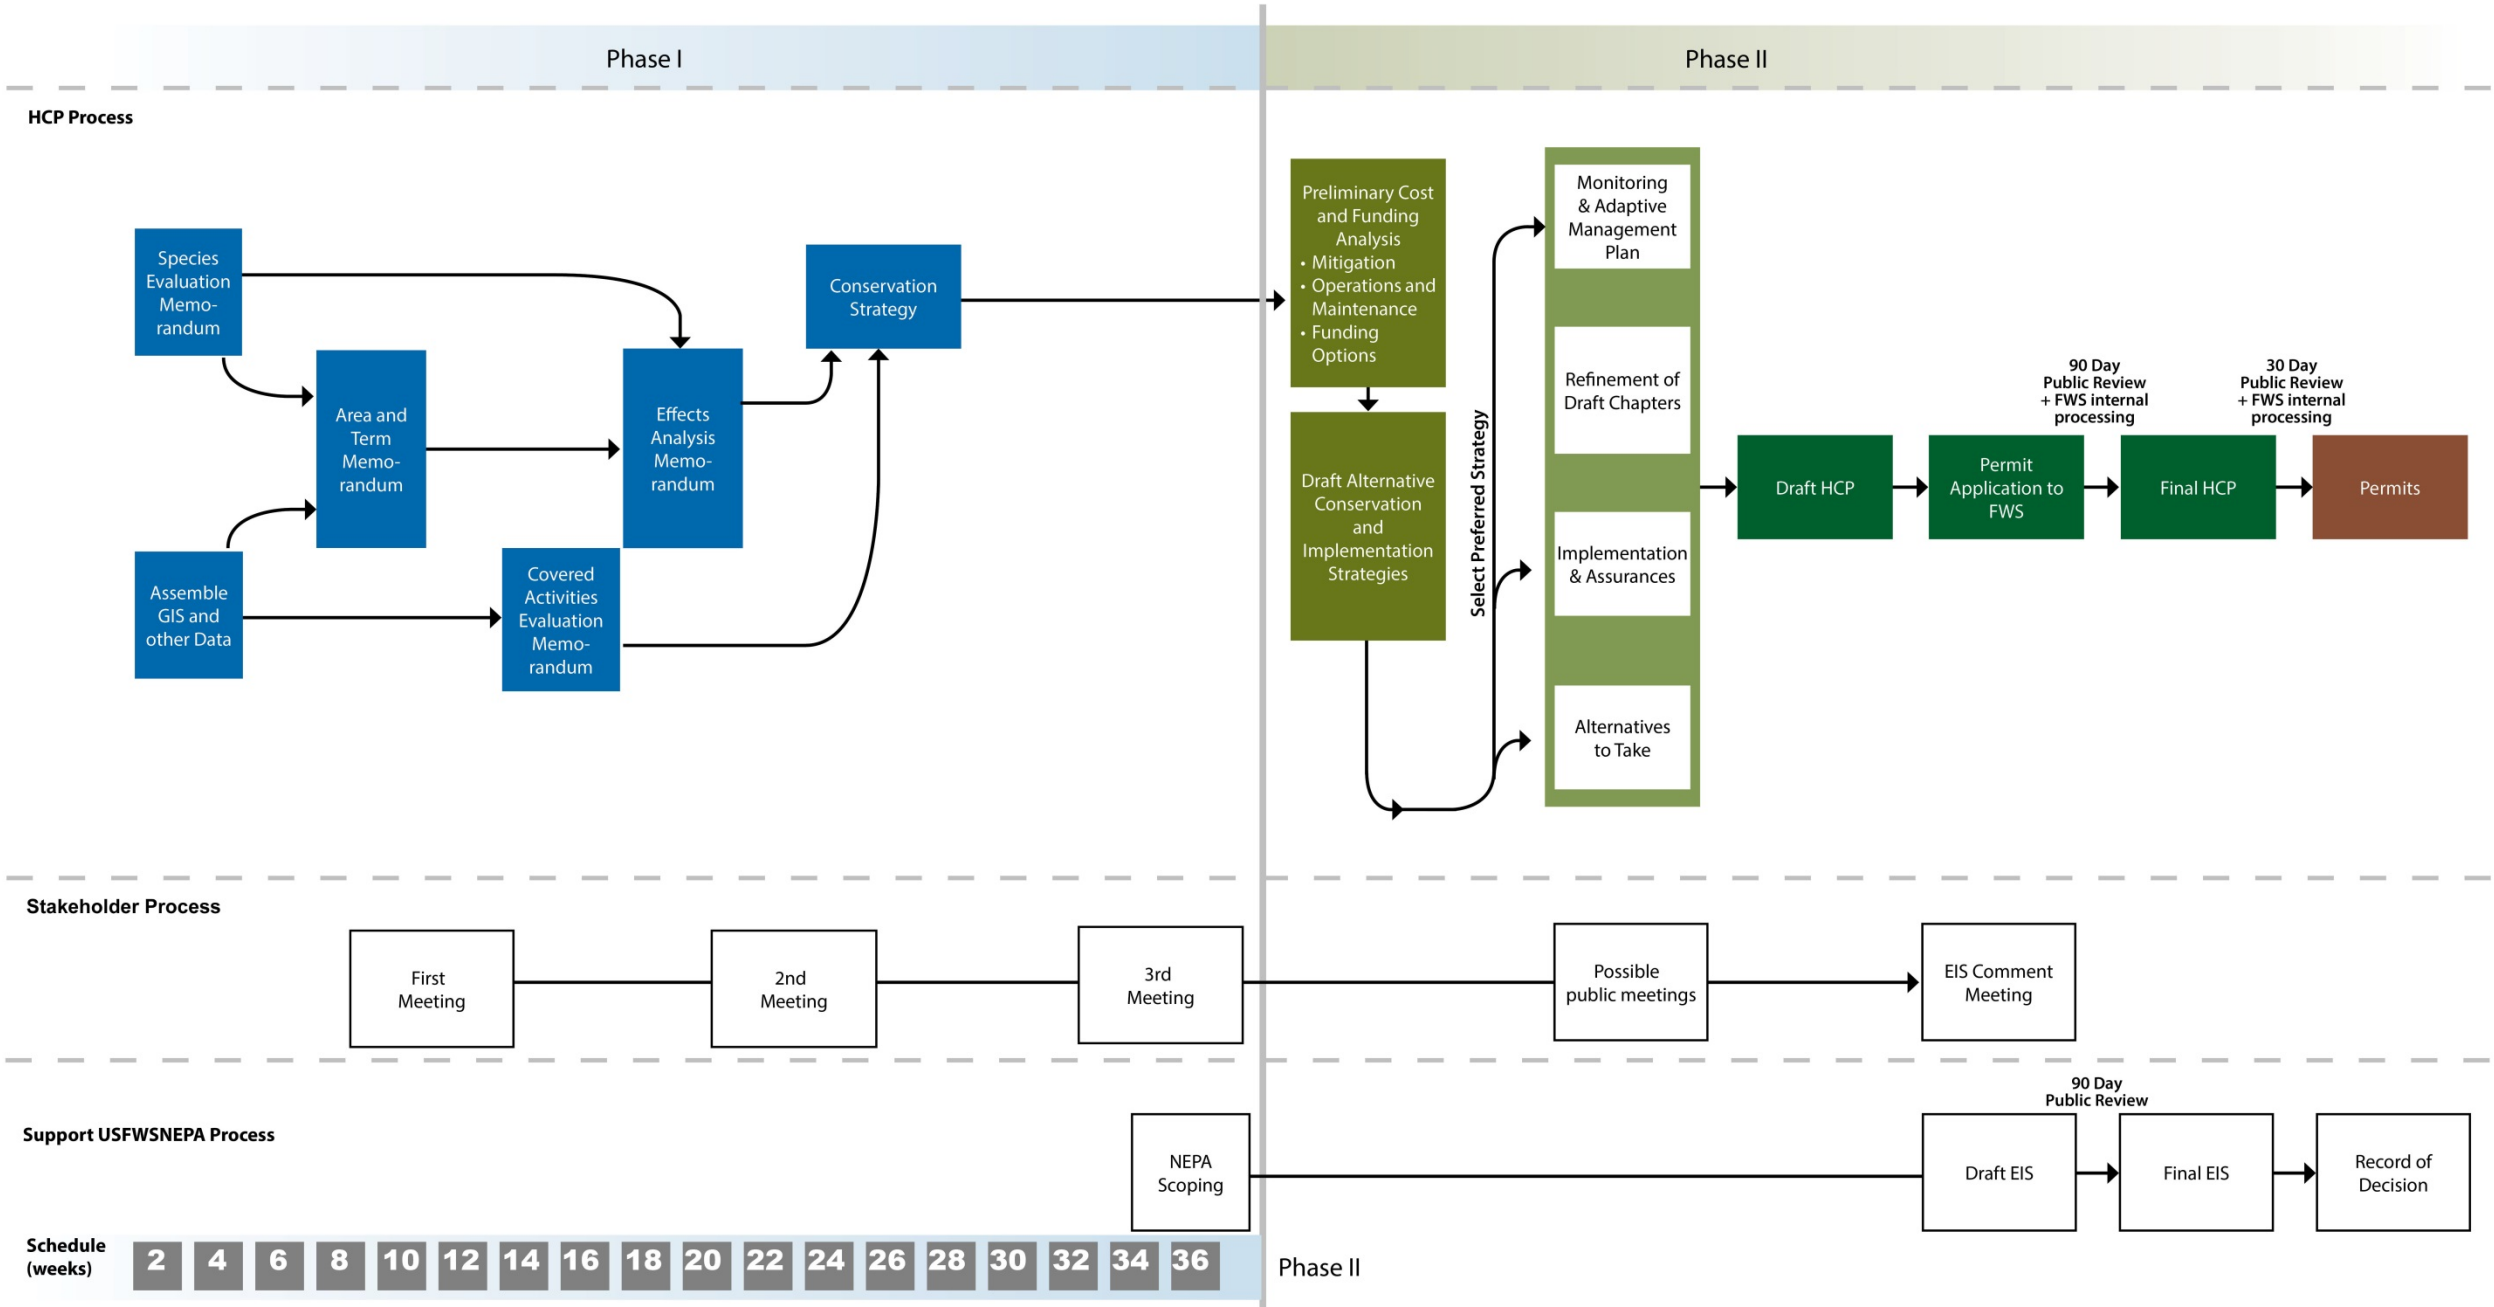 Phase I
Phase II
HCP Process
Species
Evaluation
Memo-
randum
Area and
Term
Memo-
randum
Assemble
GIS and
other Data
Covered
Activities
Evaluation
Memo-
randum
Effects
Analysis
Memo-
randum
Conservation
Strategy
Preliminary Cost
and Funding
Analysis
• Mitigation
• Operations and
Maintenance
• Funding
Options
Draft Alternative
Conservation
and
Implementation
Strategies
Select Preferred Strategy
Monitoring
& Adaptive
Management
Plan
Refinement of
Draft Chapters
Implementation
& Assurances
Alternatives
to Take
Draft HCP
Permit
Application to
FWS
90 Day
Public Review
+ FWS internal
processing
Final HCP
30 Day
Public Review
+ FWS internal
processing
Permits
Stakeholder Process
First
Meeting
2nd
Meeting
3rd
Meeting
Possible
public meetings
EIS Comment
Meeting
Support USFWSNEPA Process
NEPA
Scoping
Draft EIS
90 Day
Public Review
Final EIS
Record of
Decision
Schedule
(weeks)
2 4 6 8 10 12 14 16 18 20 22 24 26 28 30 32 34 36
Phase II